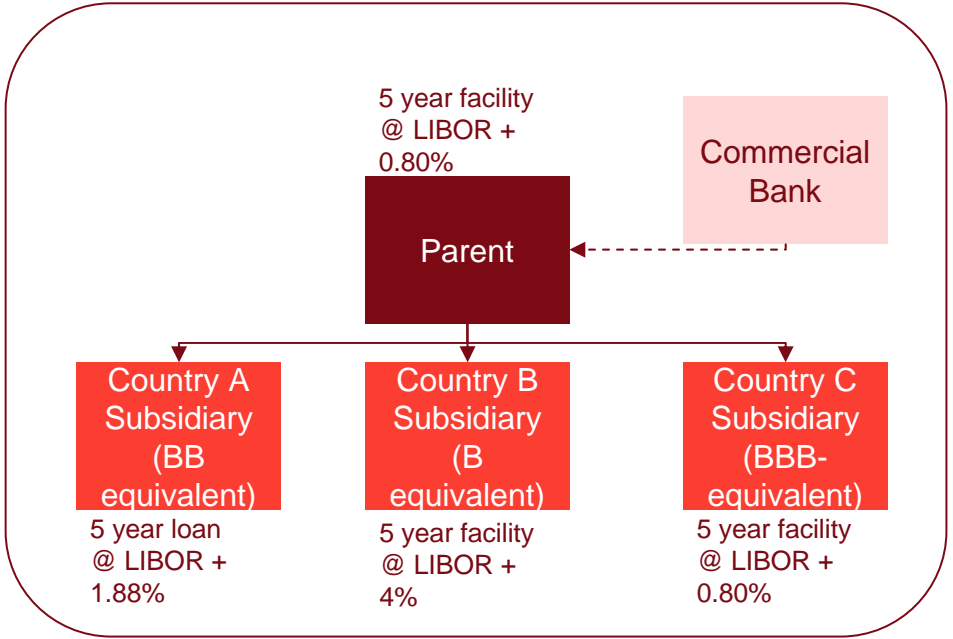 5 year facility
@ LIBOR +
0.80%
Commercial
Bank
Parent
Country A
Subsidiary
(BB
equivalent)
5 year loan
@ LIBOR +
1.88%
Country B
Subsidiary
(B
equivalent)
5 year facility
@ LIBOR +
4%
Country C
Subsidiary
(BBB-
equivalent)
5 year facility
@ LIBOR +
0.80%